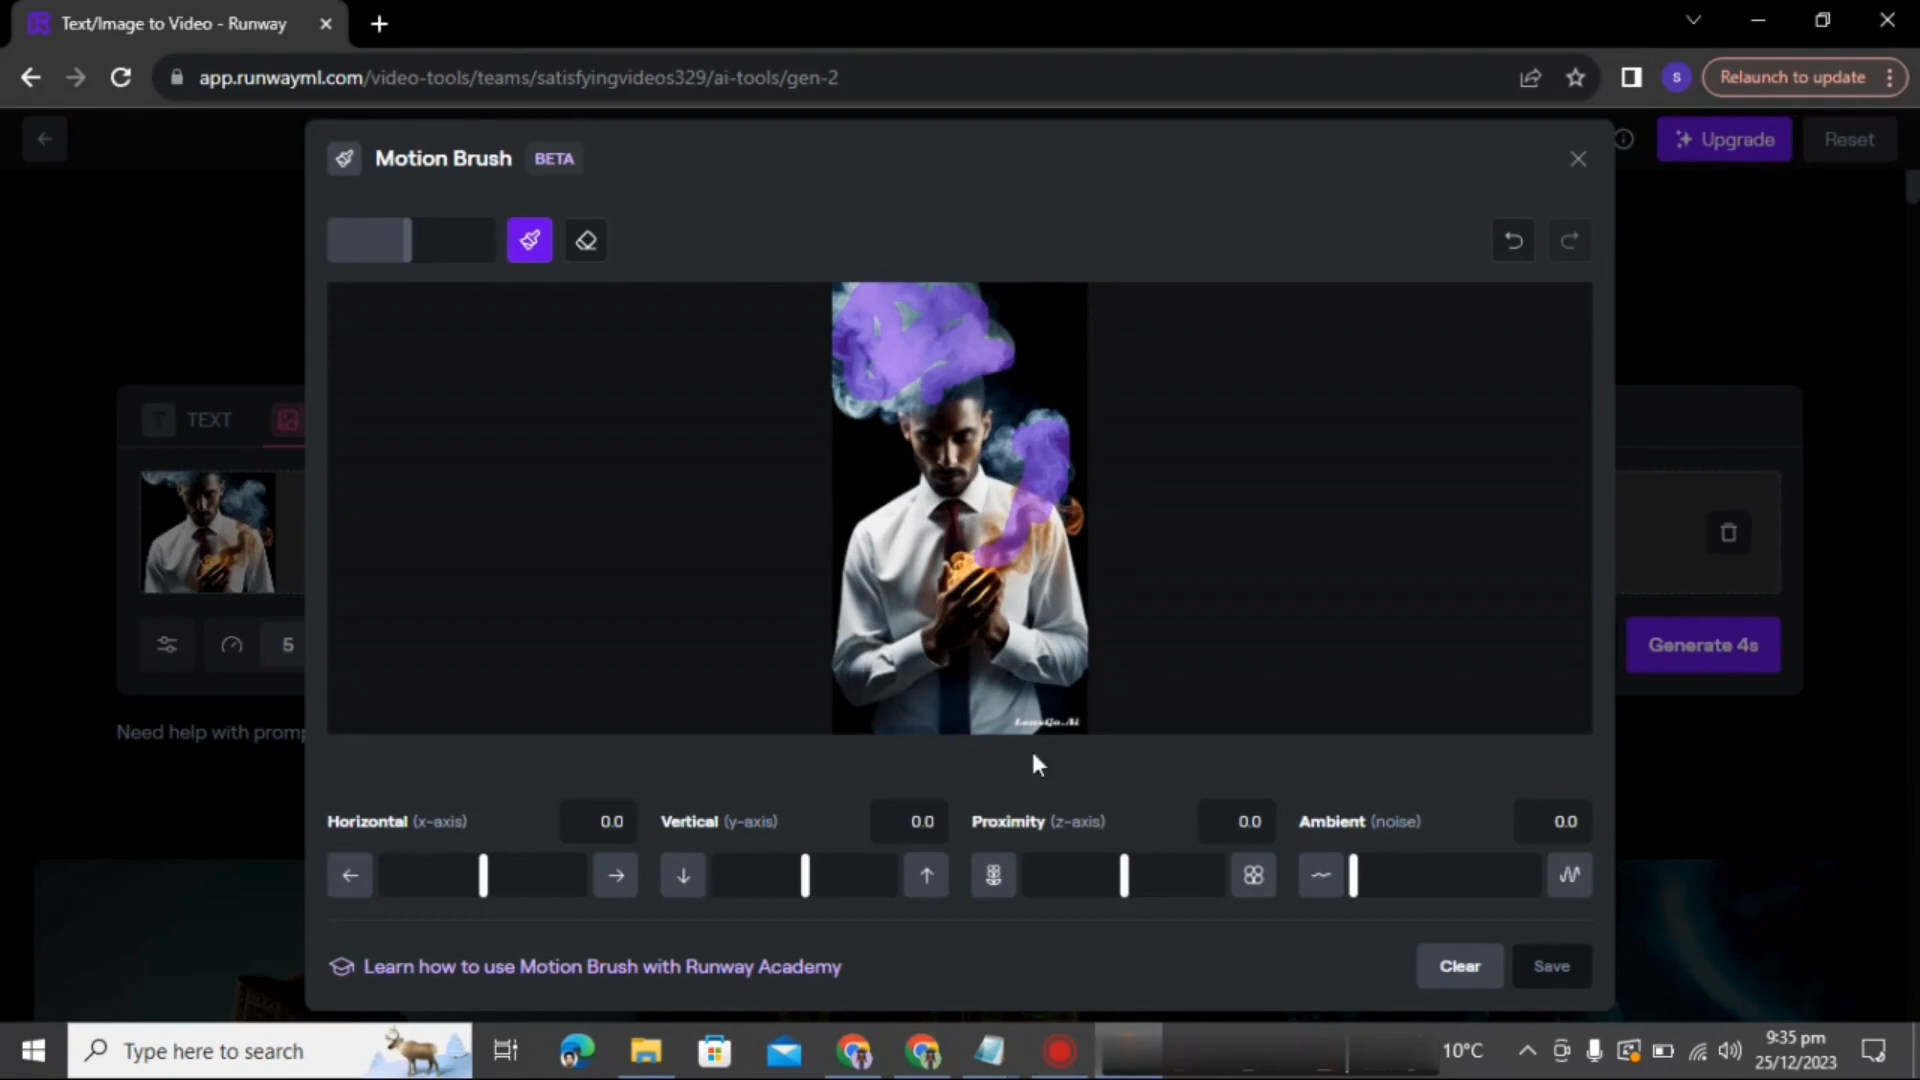 Text/Image to Video - Runway
app.runwayml.com/video-tools/teams/satisfyingvideos329/ai-tools/gen-2
S
Relaunch to update
Motion Brush BETA
Upgrade
Reset
TEXT
5
Generate 4s
Need help with promp
LensGo.Ai
Horizontal (x-axis) 0.0 Vertical (y-axis) 0.0 Proximity (z-axis) 0.0 Ambient (noise) 0.0
Learn how to use Motion Brush with Runway Academy
Clear
Save
Type here to search
10°C
9:35 pm
25/12/2023